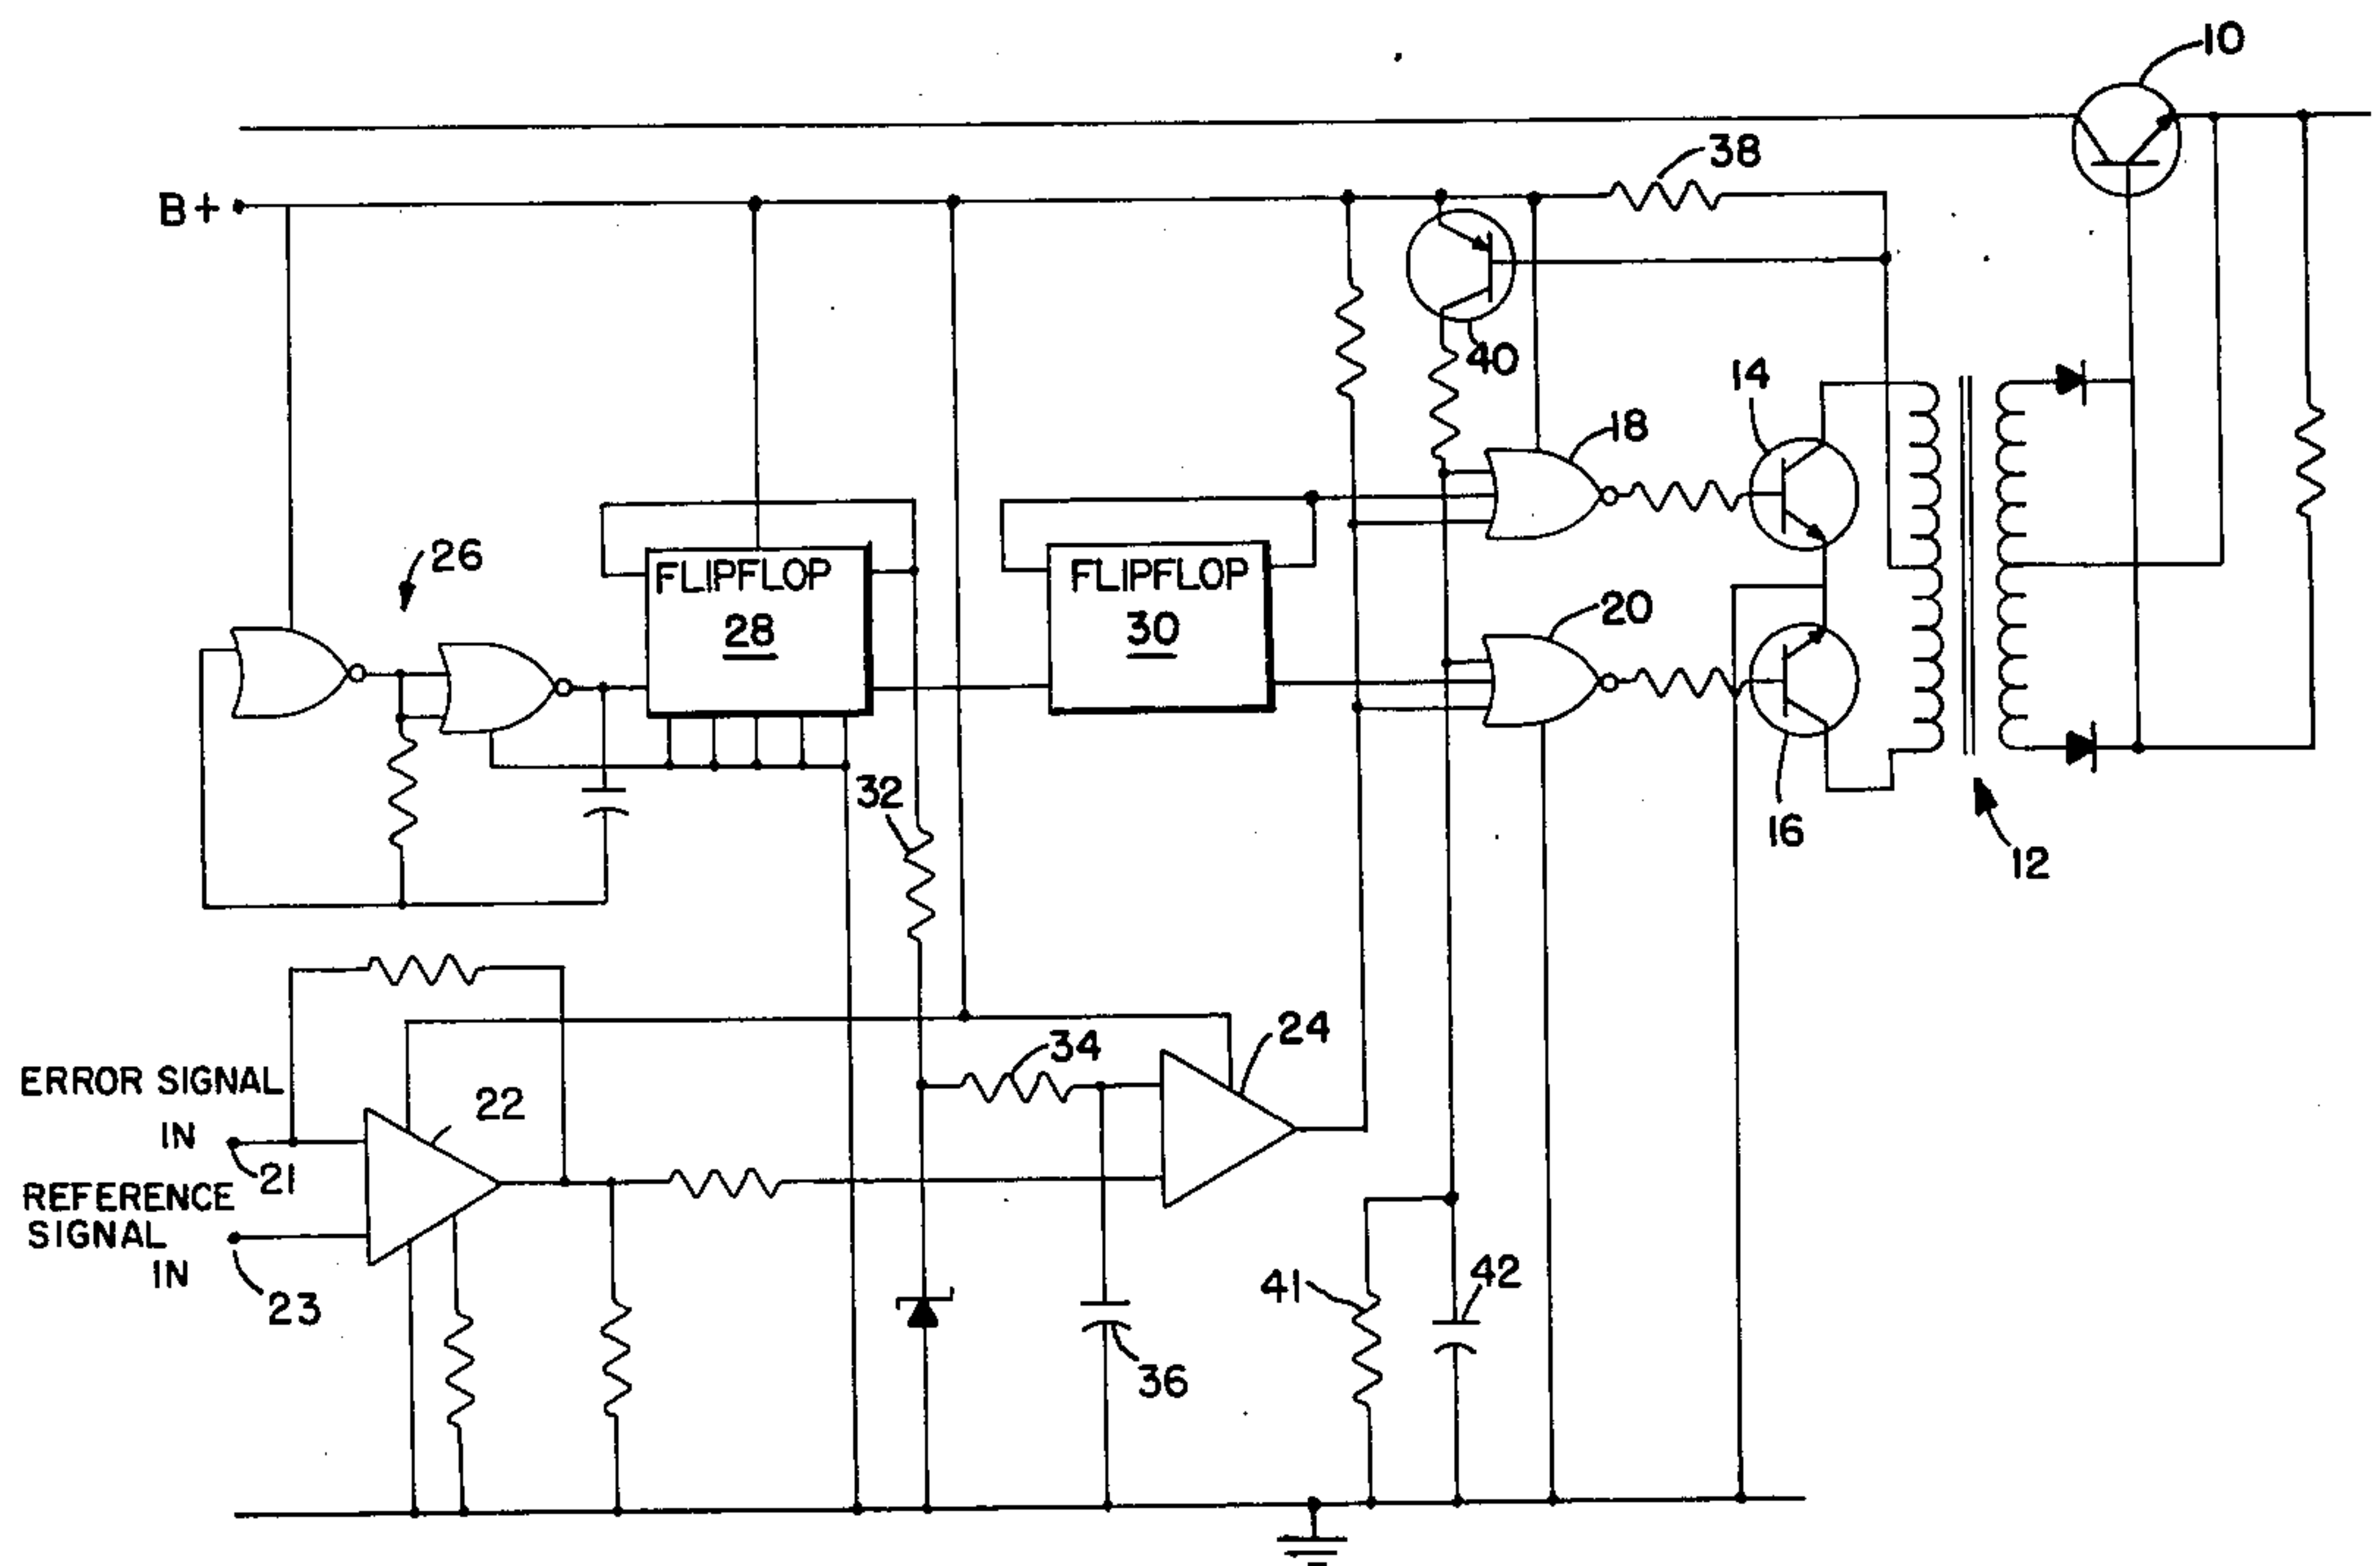 10
38
B+
40
14
18
26
FLIPFLOP
28
FLIPFLOP
30
20
32
16
12
34
24
ERROR SIGNAL
IN
22
21
REFERENCE
SIGNAL
IN
23
41
42
36